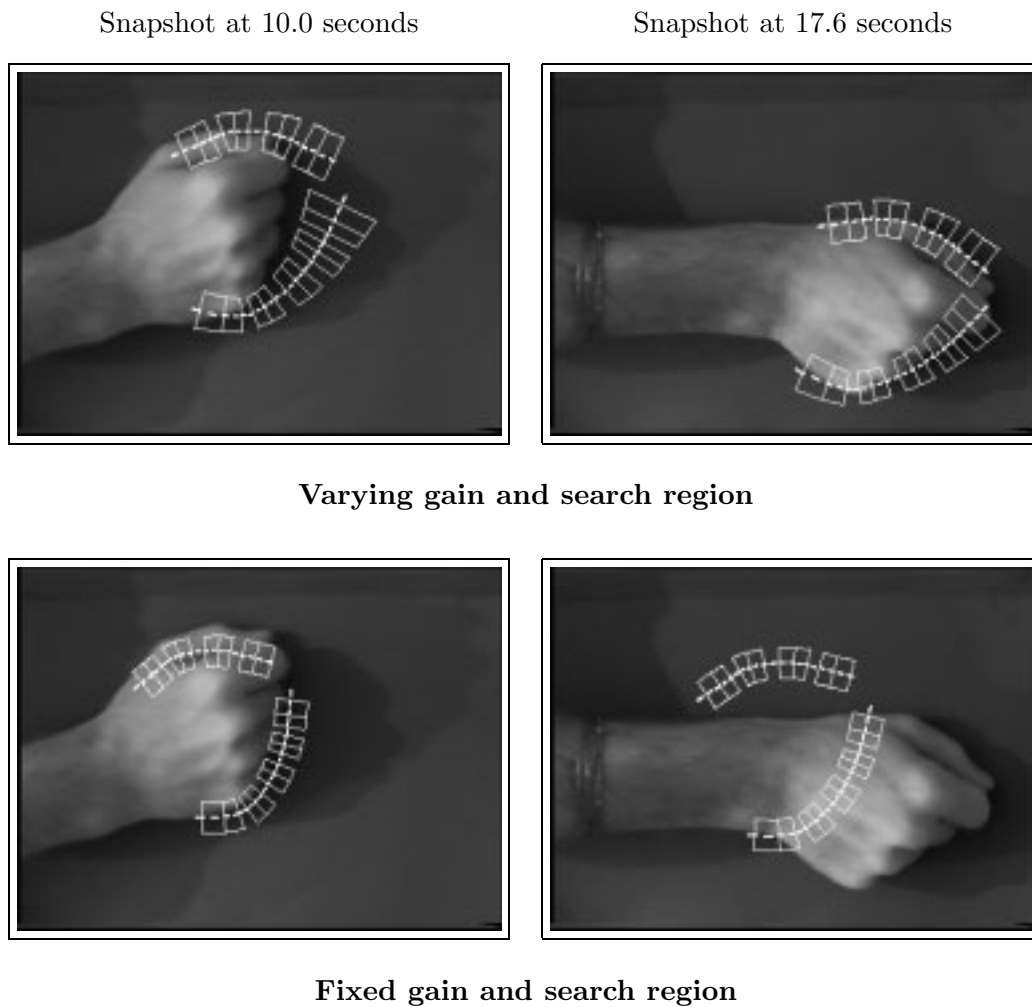 Snapshot at 10.0 seconds
Snapshot at 17.6 seconds
Varying gain and search region
Fixed gain and search region